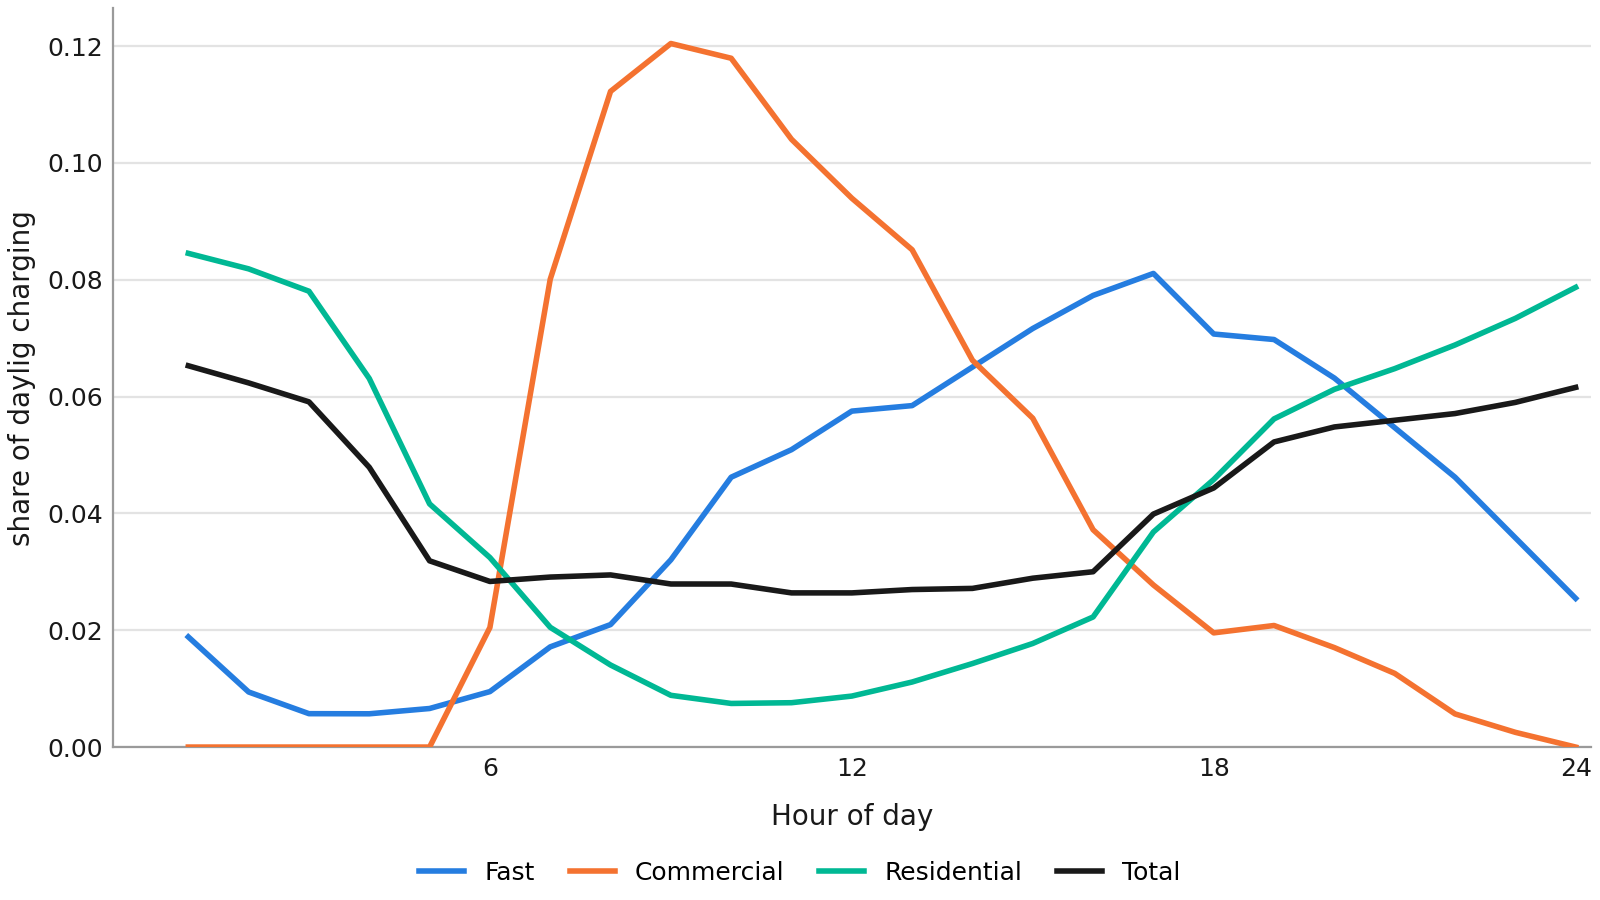 share of daylig charging
0.12
0.10
0.08
0.06
0.04
0.02
0.00
6 12 18 24
Hour of day
Fast Commercial Residential Total